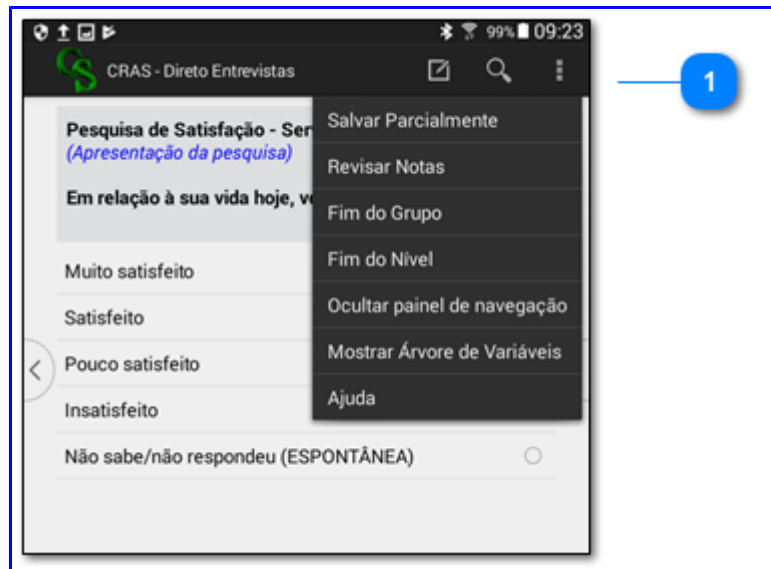 99% 09:23
CS CRAS - Direto Entrevistas
1
Salvar Parcialmente
Revisar Notas
Fim do Grupo
Fim do Nível
Ocultar painel de navegação
Mostrar Árvore de Variáveis
Ajuda
Pesquisa de Satisfação - Ser
(Apresentação da pesquisa)
Em relação à sua vida hoje, v
Muito satisfeito
Satisfeito
Pouco satisfeito
Insatisfeito
Não sabe/não respondeu (ESPONTÂNEA)